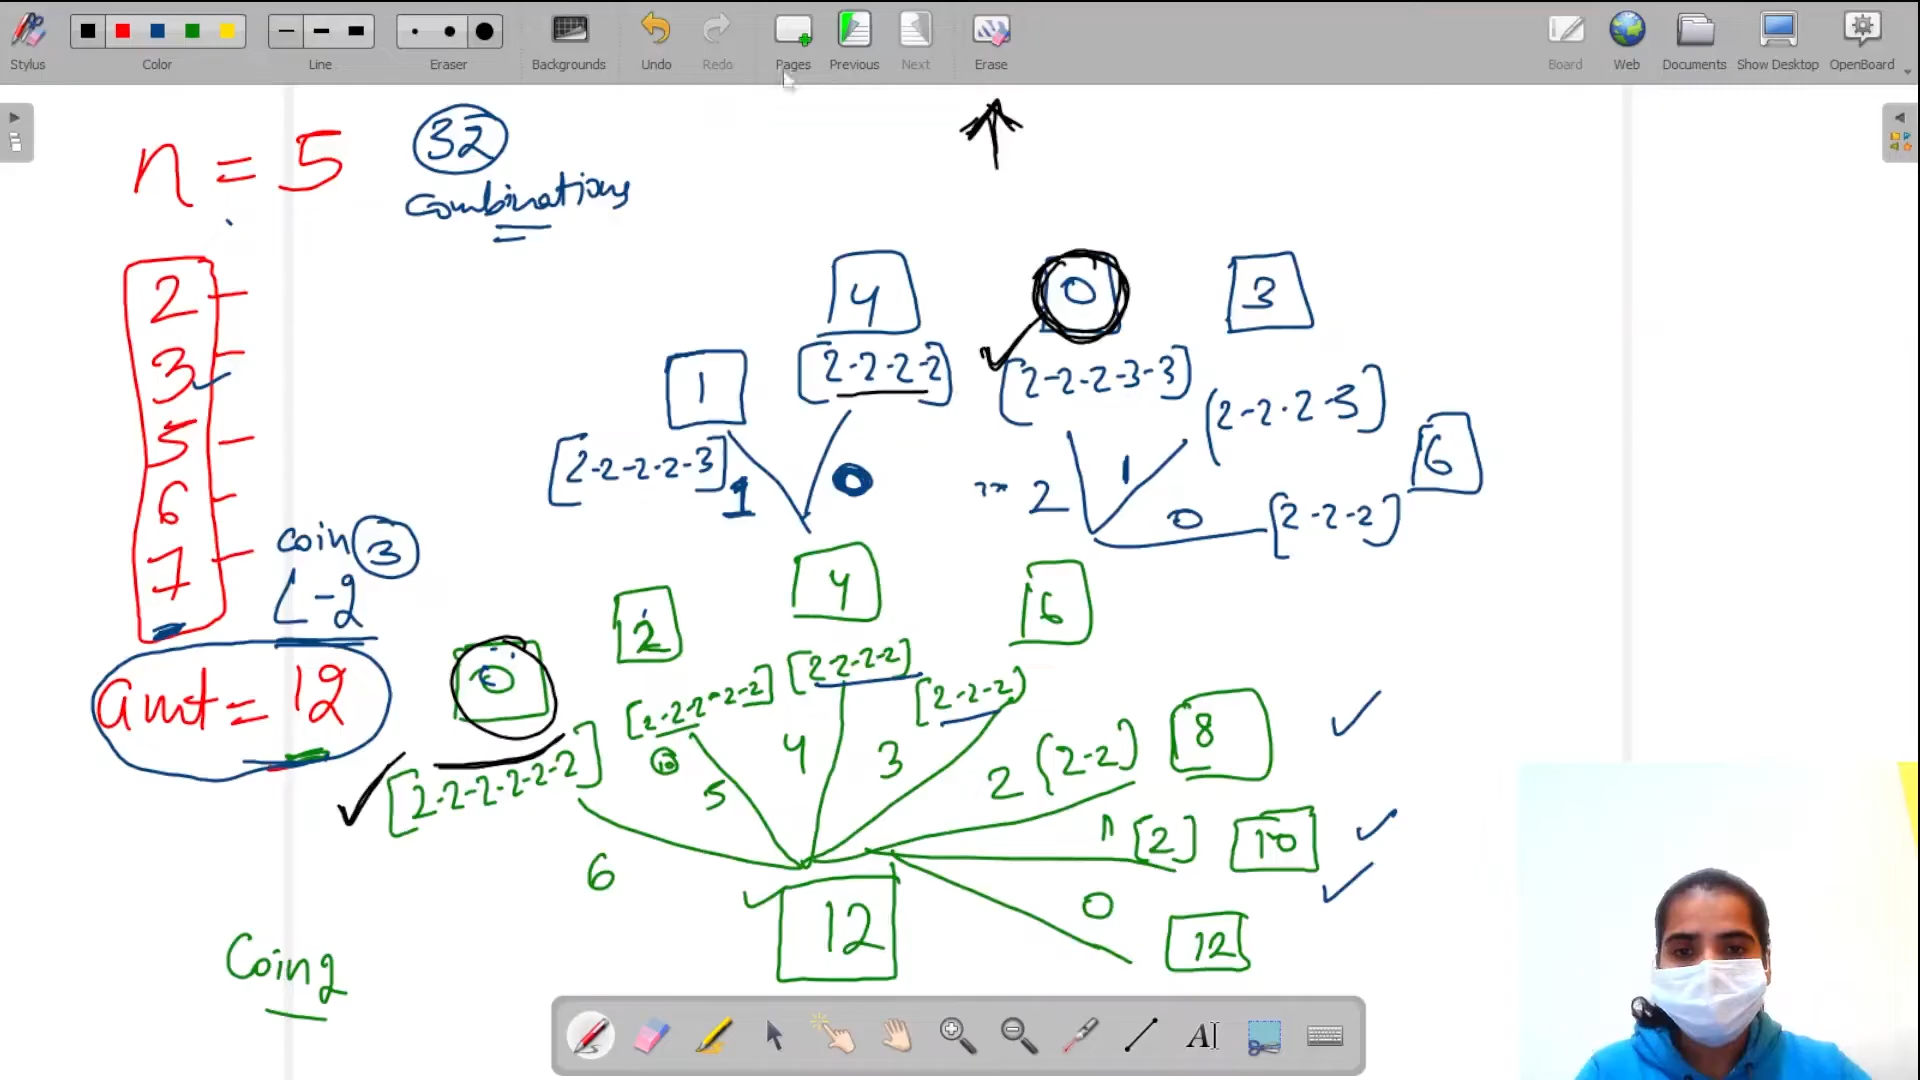 Stylus
Color
Line
Eraser
Backgrounds
Undo
Redo
Pages
Previous
Next
Erase
Board
Web
Documents
Show Desktop
OpenBoard
n = 5
32
combinations
2
3
5
6
7
coin 3
2
amt = 12
4
0
3
1
[2-2-2-2]
[2-2-2-3-3]
[2-2-2-3]
6
[2-2-2-2-3]
1
0
2
1
0
[2-2-2]
0
2
4
6
[2-2-2-2-2-2]
[2-2-2-2-2]
10
[2-2-2-2]
[2-2-2]
6
5
4
3
2 (2-2)
8
1 [2]
10
0
12
12
Coin 2
AI